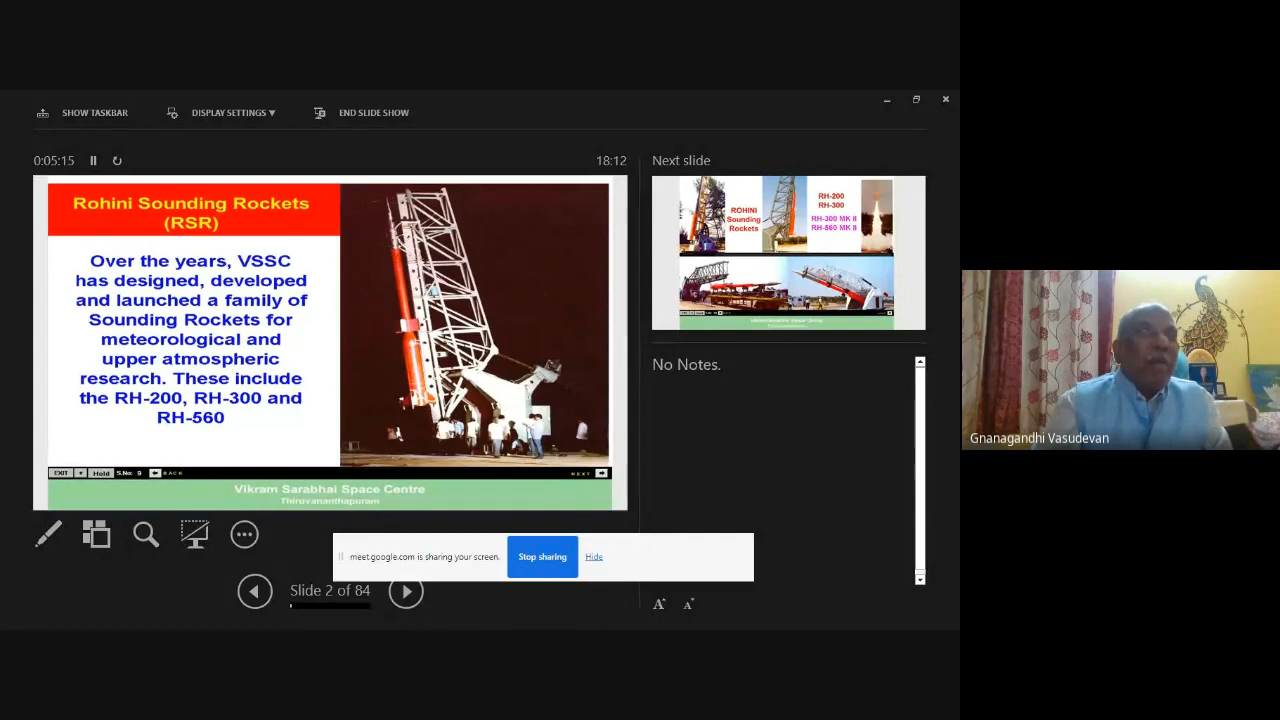 SHOW TASKBAR
DISPLAY SETTINGS ▾
END SLIDE SHOW
0:05:15
18:12
Rohini Sounding Rockets
(RSR)
Over the years, VSSC
has designed, developed
and launched a family of
Sounding Rockets for
meteorological and
upper atmospheric
research. These include
the RH-200, RH-300 and
RH-560
EXIT
Hold
S.No: 9
BACK
NEXT
Vikram Sarabhai Space Centre
Thiruvananthapuram
Next slide
ROHINI
Sounding
Rockets
RH-200
RH-300
RH-300 MK II
RH-560 MK II
No Notes.
meet.google.com is sharing your screen.
Stop sharing
Hide
Slide 2 of 84
A
A
Gnanagandhi Vasudevan